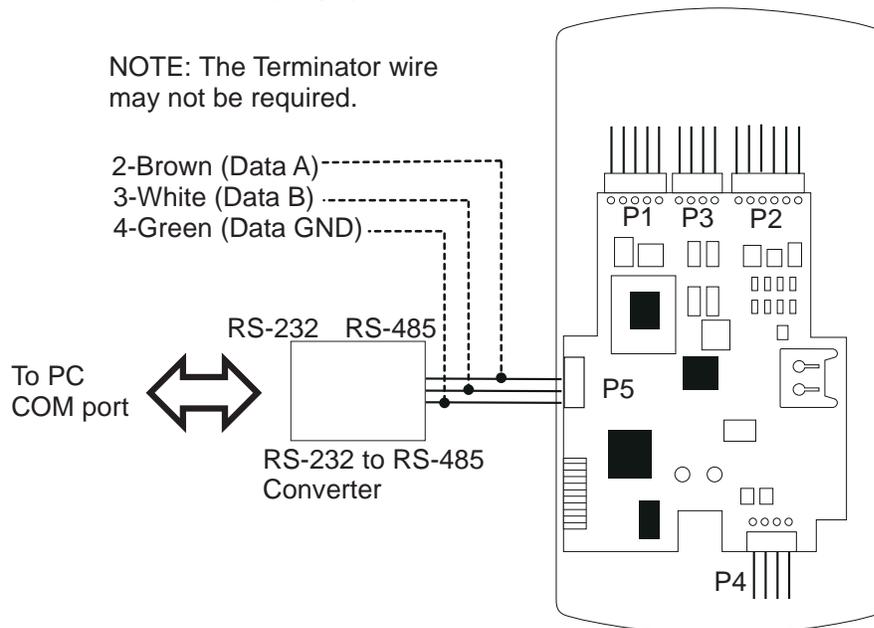 NOTE: The Terminator wire
may not be required.
2-Brown (Data A)
3-White (Data B)
4-Green (Data GND)
P1 P3 P2
RS-232 RS-485
To PC
COM port
P5
RS-232 to RS-485
Converter
P4